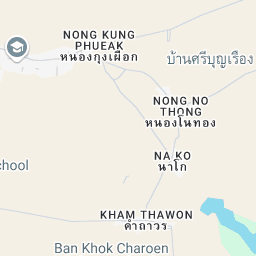 NONG KUNG
PHUEAK
หนองกุงเผือก
บ้านศรีบุญเรือง
NONG NO
THONG
หนองโนทอง
NA KO
นาโก
chool
KHAM THAWON
คำถาวร
Ban Khok Charoen